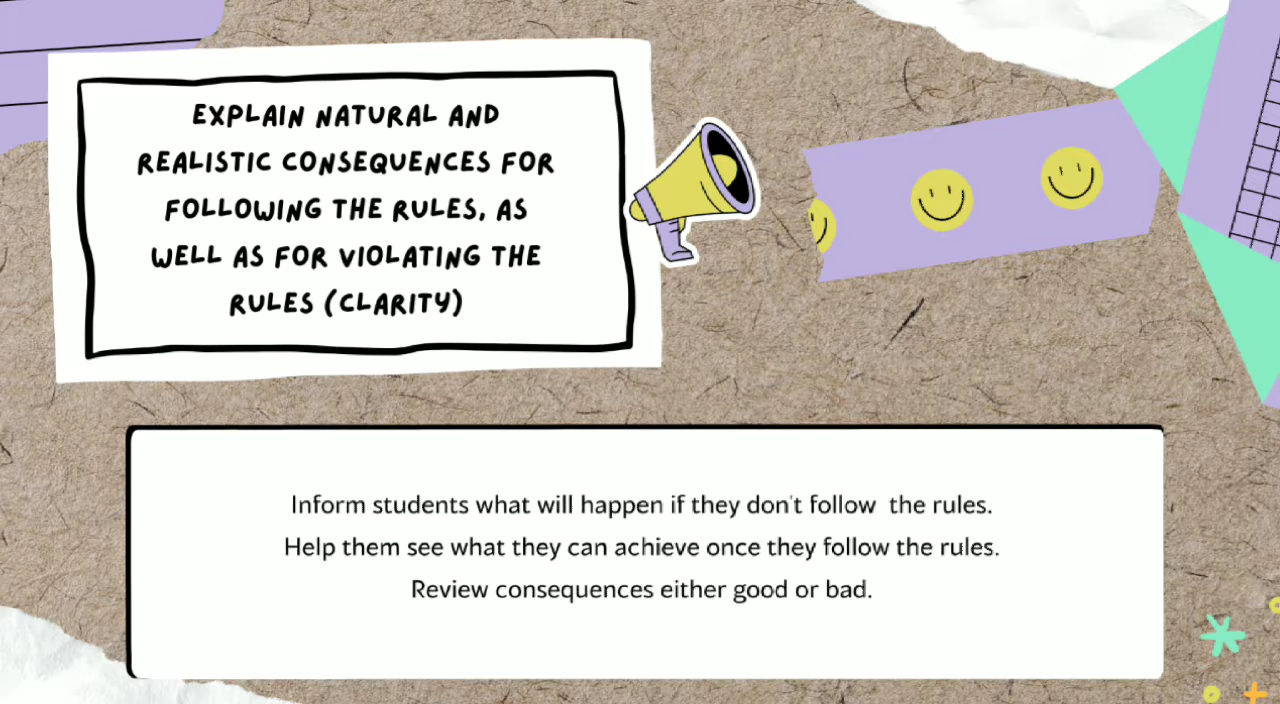 EXPLAIN NATURAL AND
REALISTIC CONSEQUENCES FOR
FOLLOWING THE RULES, AS
WELL AS FOR VIOLATING THE
RULES (CLARITY)
Inform students what will happen if they don't follow  the rules.
Help them see what they can achieve once they follow the rules.
Review consequences either good or bad.